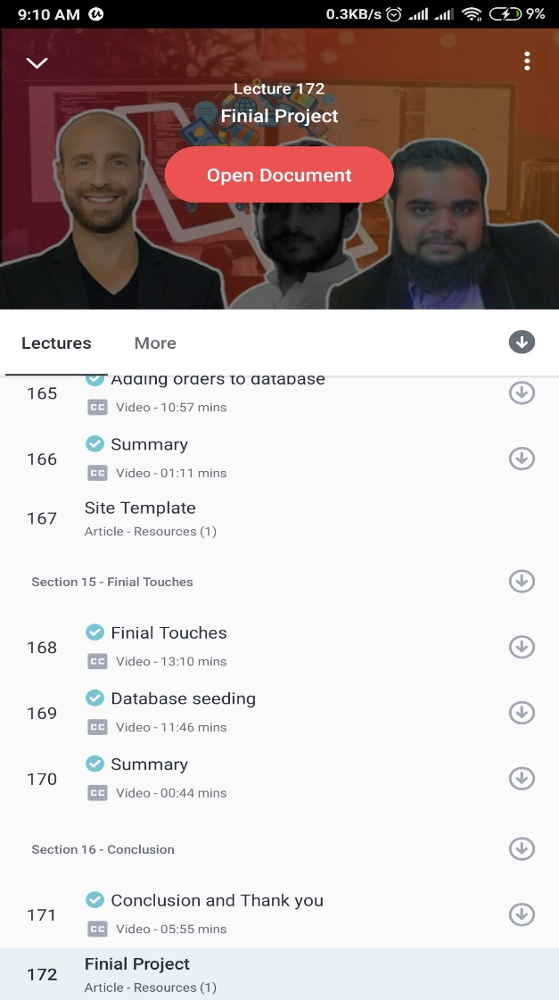 9:10 AM 0.3KB/s 9%
Lecture 172
Finial Project
Open Document
Lectures More
165 Adding orders to database
CC Video - 10:57 mins
166 Summary
CC Video - 01:11 mins
167 Site Template
Article - Resources (1)
Section 15 - Finial Touches
168 Finial Touches
CC Video - 13:10 mins
169 Database seeding
CC Video - 11:46 mins
170 Summary
CC Video - 00:44 mins
Section 16 - Conclusion
171 Conclusion and Thank you
CC Video - 05:55 mins
172 Finial Project
Article - Resources (1)